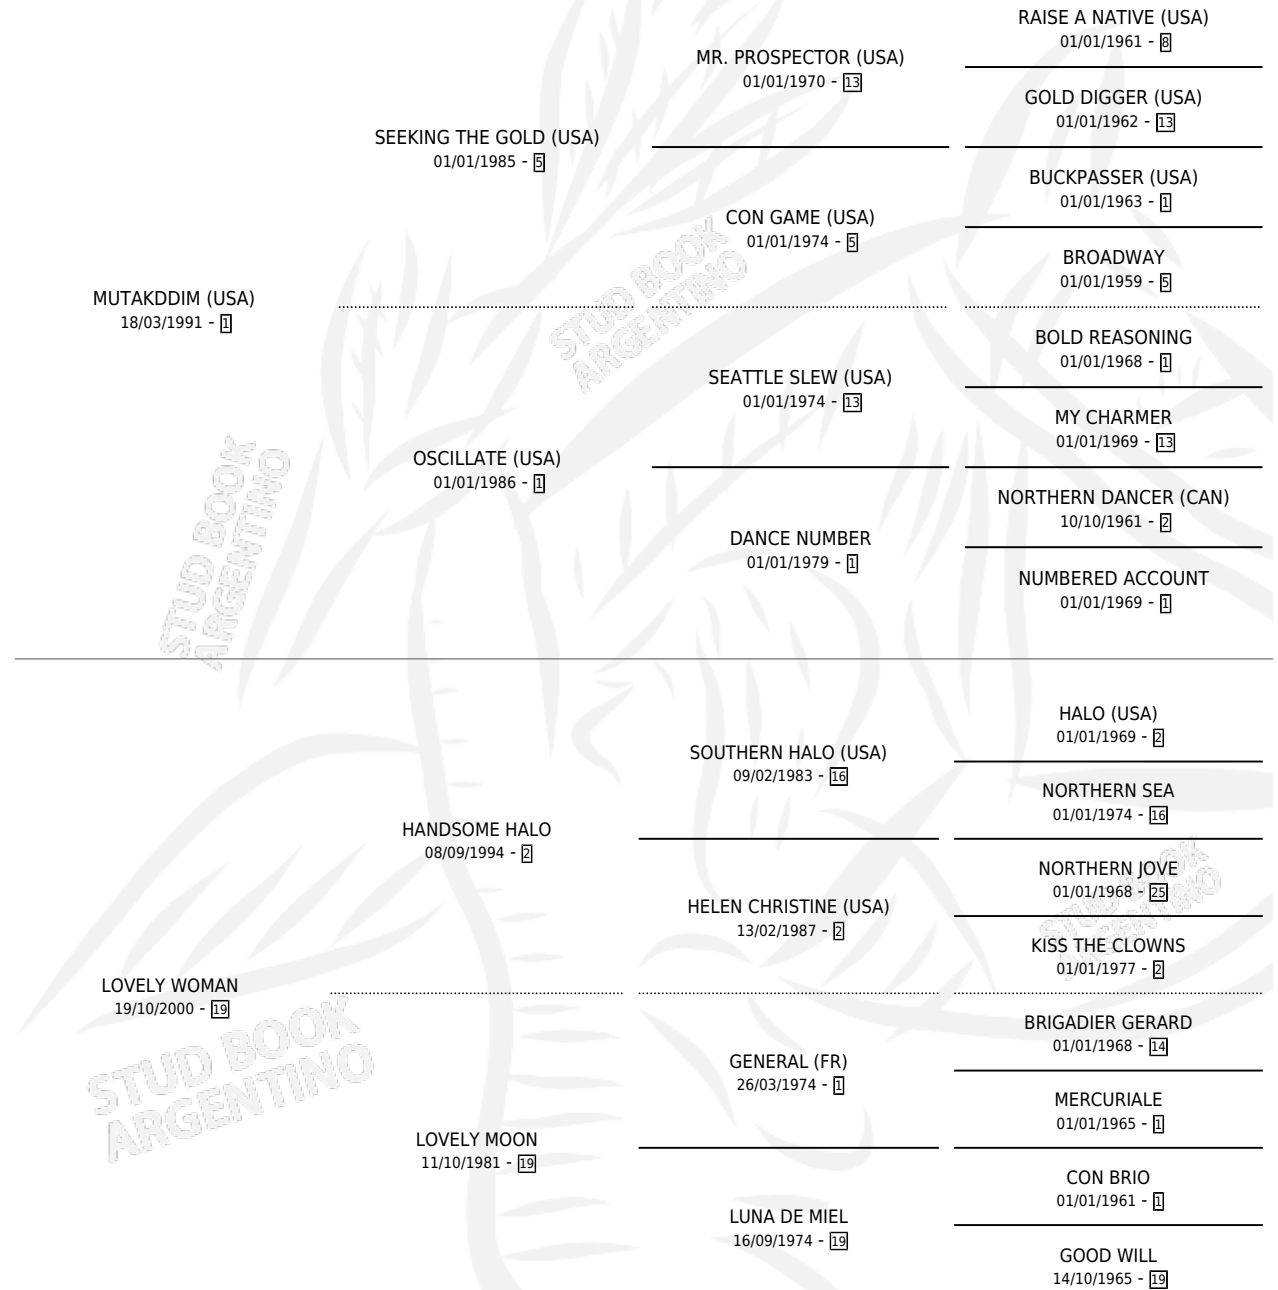 RAISE A NATIVE (USA)
01/01/1961 - 8
MR. PROSPECTOR (USA)
01/01/1970 - 13
GOLD DIGGER (USA)
01/01/1962 - 13
SEEKING THE GOLD (USA)
01/01/1985 - 5
BUCKPASSER (USA)
01/01/1963 - 1
CON GAME (USA)
01/01/1974 - 5
BROADWAY
01/01/1959 - 5
MUTAKDDIM (USA)
18/03/1991 - 1
BOLD REASONING
01/01/1968 - 1
SEATTLE SLEW (USA)
01/01/1974 - 13
MY CHARMER
01/01/1969 - 13
OSCILLATE (USA)
01/01/1986 - 1
NORTHERN DANCER (CAN)
10/10/1961 - 2
DANCE NUMBER
01/01/1979 - 1
NUMBERED ACCOUNT
01/01/1969 - 1
HALO (USA)
01/01/1969 - 2
SOUTHERN HALO (USA)
09/02/1983 - 16
NORTHERN SEA
01/01/1974 - 16
HANDSOME HALO
08/09/1994 - 2
NORTHERN JOVE
01/01/1968 - 25
HELEN CHRISTINE (USA)
13/02/1987 - 2
KISS THE CLOWNS
01/01/1977 - 2
LOVELY WOMAN
19/10/2000 - 19
BRIGADIER GERARD
01/01/1968 - 14
GENERAL (FR)
26/03/1974 - 1
MERCURIALE
01/01/1965 - 1
LOVELY MOON
11/10/1981 - 19
CON BRIO
01/01/1961 - 1
LUNA DE MIEL
16/09/1974 - 19
GOOD WILL
14/10/1965 - 19
STUD BOOK
ARGENTINO
STUD BOOK
ARGENTINO
STUD BOOK
ARGENTINO
STUD BOOK
ARGENTINO